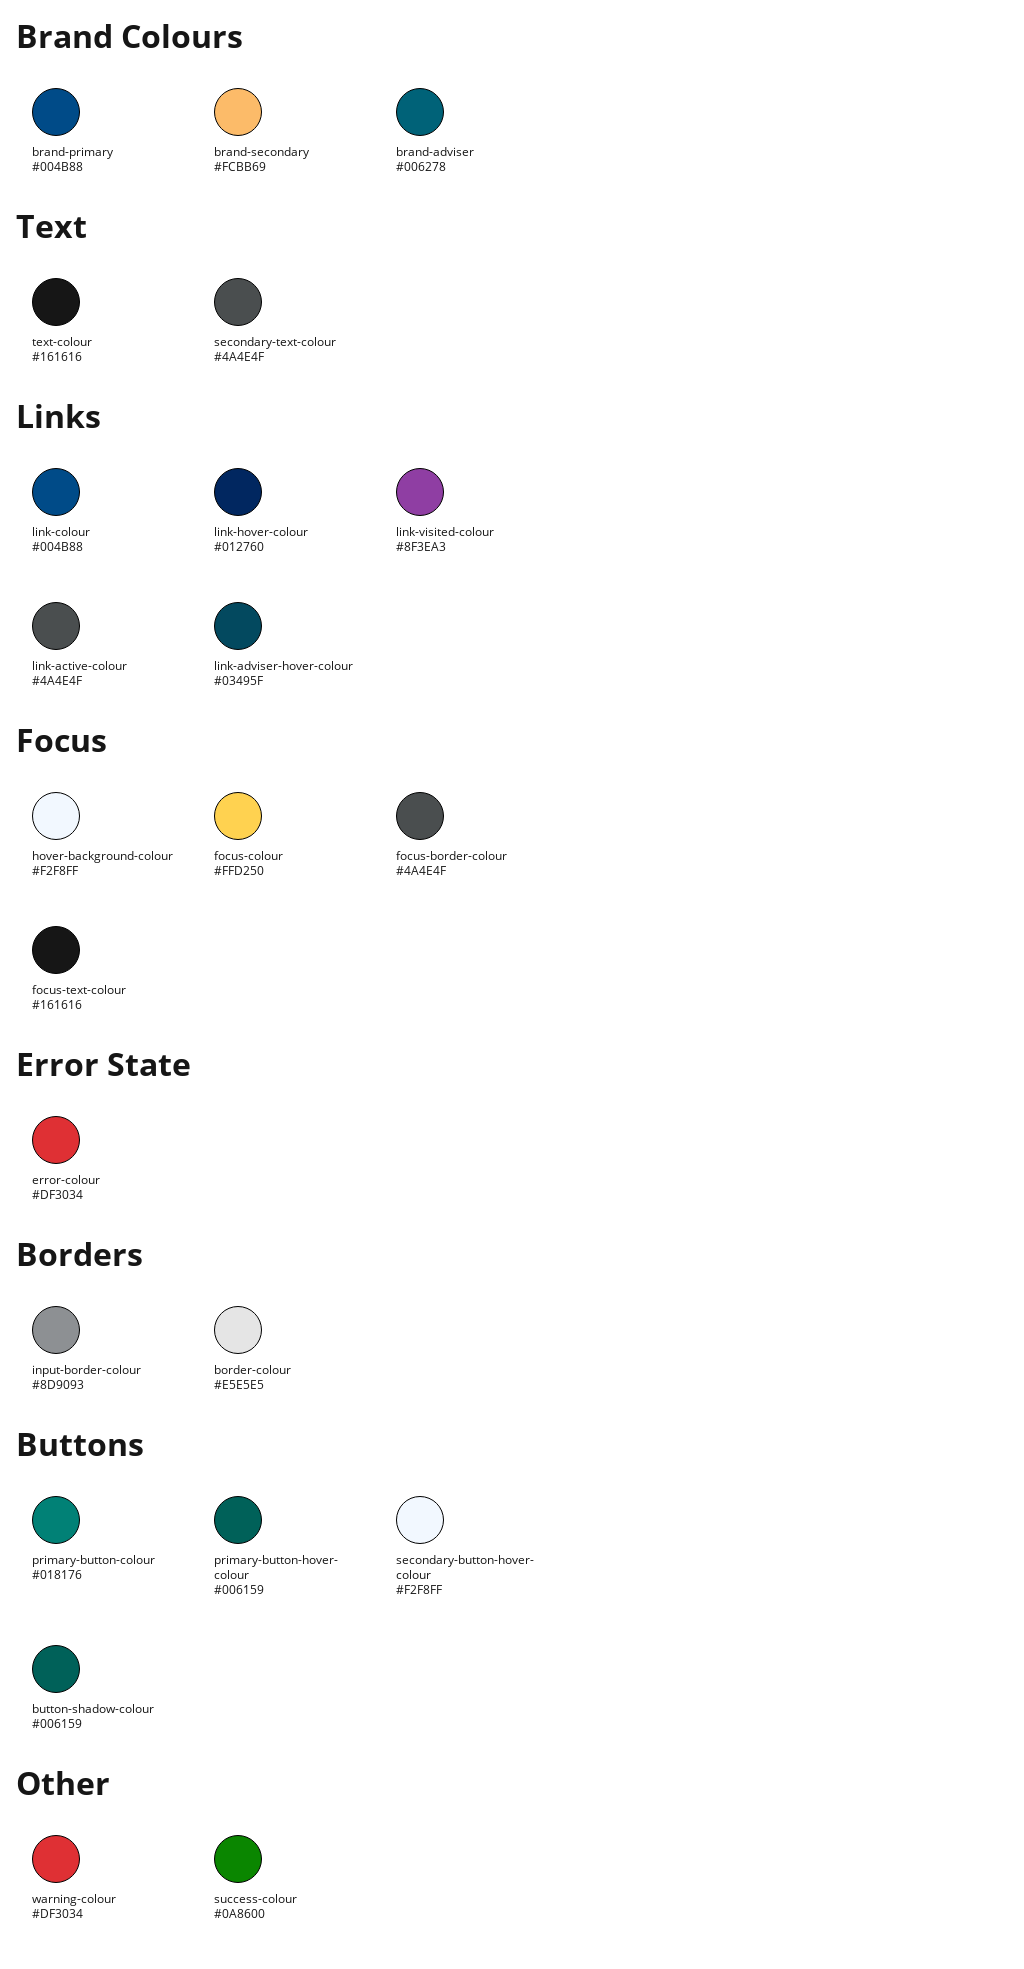 Brand Colours
brand-primary
#004B88
brand-secondary
#FCBB69
brand-adviser
#006278
Text
text-colour
#161616
secondary-text-colour
#4A4E4F
Links
link-colour
#004B88
link-hover-colour
#012760
link-visited-colour
#8F3EA3
link-active-colour
#4A4E4F
link-adviser-hover-colour
#03495F
Focus
hover-background-colour
#F2F8FF
focus-colour
#FFD250
focus-border-colour
#4A4E4F
focus-text-colour
#161616
Error State
error-colour
#DF3034
Borders
input-border-colour
#8D9093
border-colour
#E5E5E5
Buttons
primary-button-colour
#018176
primary-button-hover-
colour
#006159
secondary-button-hover-
colour
#F2F8FF
button-shadow-colour
#006159
Other
warning-colour
#DF3034
success-colour
#0A8600